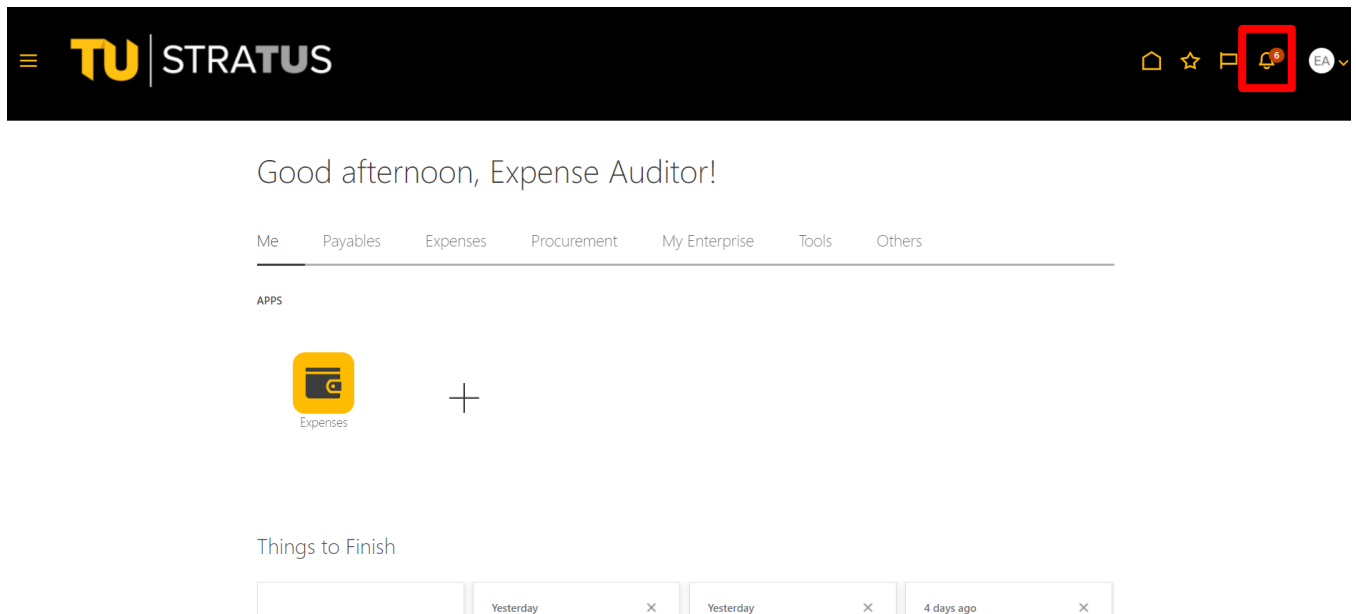 TU STRATUS
6
EA
Good afternoon, Expense Auditor!
Me Payables Expenses Procurement My Enterprise Tools Others
APPS
Expenses
Things to Finish
Yesterday Yesterday 4 days ago